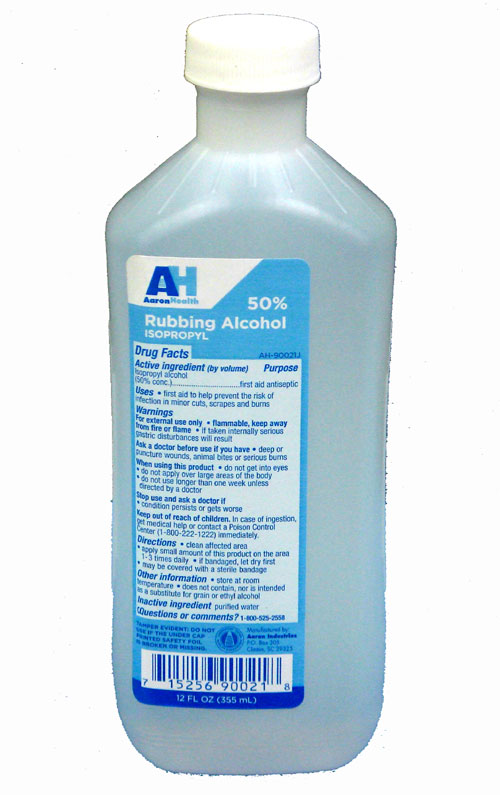 AH
AaronHealth
50%
Rubbing Alcohol
ISOPROPYL
Drug Facts
AH-90021J
Active ingredient (by volume) Purpose
Isopropyl alcohol
(50% conc.)..............................first aid antiseptic
Uses • first aid to help prevent the risk of
infection in minor cuts, scrapes and burns
Warnings
For external use only • flammable, keep away
from fire or flame • if taken internally serious
gastric disturbances will result
Ask a doctor before use if you have • deep or
puncture wounds, animal bites or serious burns
When using this product • do not get into eyes
• do not apply over large areas of the body
• do not use longer than one week unless
directed by a doctor
Stop use and ask a doctor if
• condition persists or gets worse
Keep out of reach of children. In case of ingestion,
get medical help or contact a Poison Control
Center (1-800-222-1222) immediately.
Directions • clean affected area
• apply small amount of this product on the area
1-3 times daily • if bandaged, let dry first
• may be covered with a sterile bandage
Other information • store at room
temperature • does not contain, nor is intended
as a substitute for grain or ethyl alcohol
Inactive ingredient purified water
Questions or comments? 1-800-525-2558
TAMPER EVIDENT: DO NOT
USE IF THE UNDER CAP
PRINTED SAFETY FOIL
IS BROKEN OR MISSING.
Manufactured by:
Aaron Industries
P.O. Box 205
Clinton, SC 29325
7 15256 90021 8
12 FL OZ (355 mL)